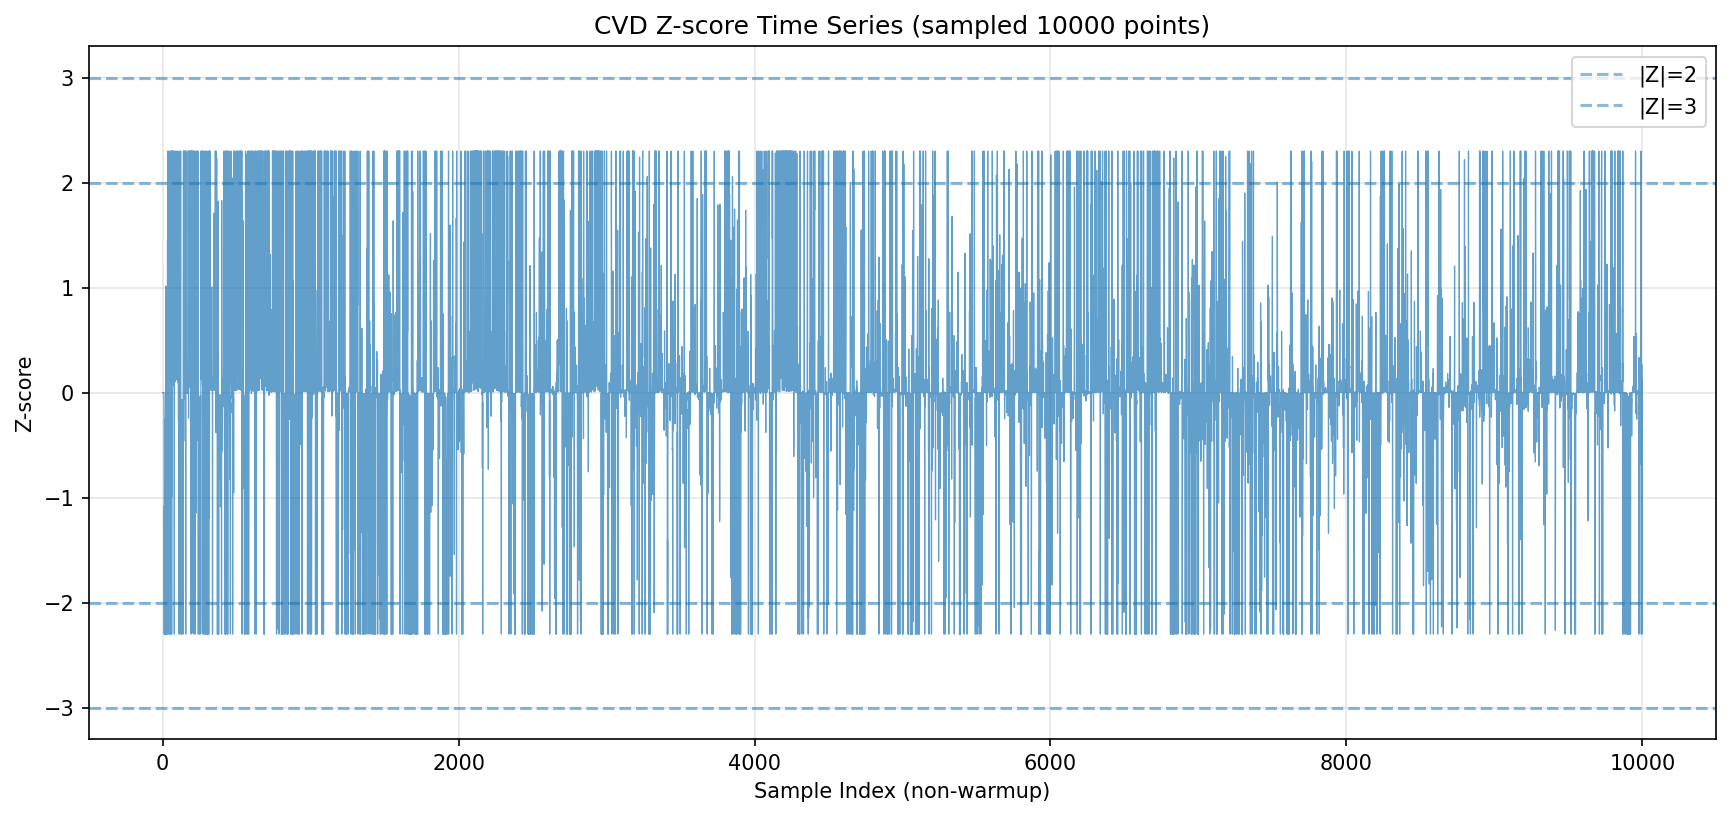 CVD Z-score Time Series (sampled 10000 points)
|Z|=2
|Z|=3
3
2
1
0
−1
−2
−3
Z-score
0
2000
4000
6000
8000
10000
Sample Index (non-warmup)